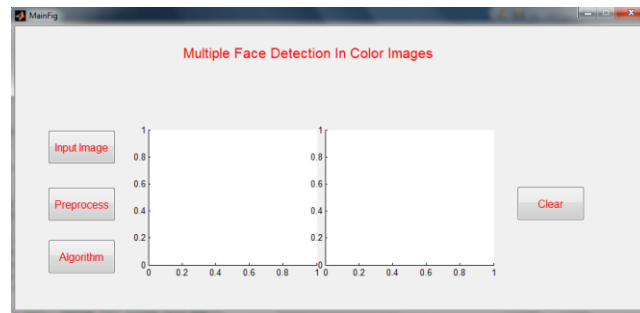 MainFig
Multiple Face Detection In Color Images
Input Image
Preprocess
Algorithm
1
0.8
0.6
0.4
0.2
0
0 0.2 0.4 0.6 0.8 1
1
0.8
0.6
0.4
0.2
0
0 0.2 0.4 0.6 0.8 1
Clear